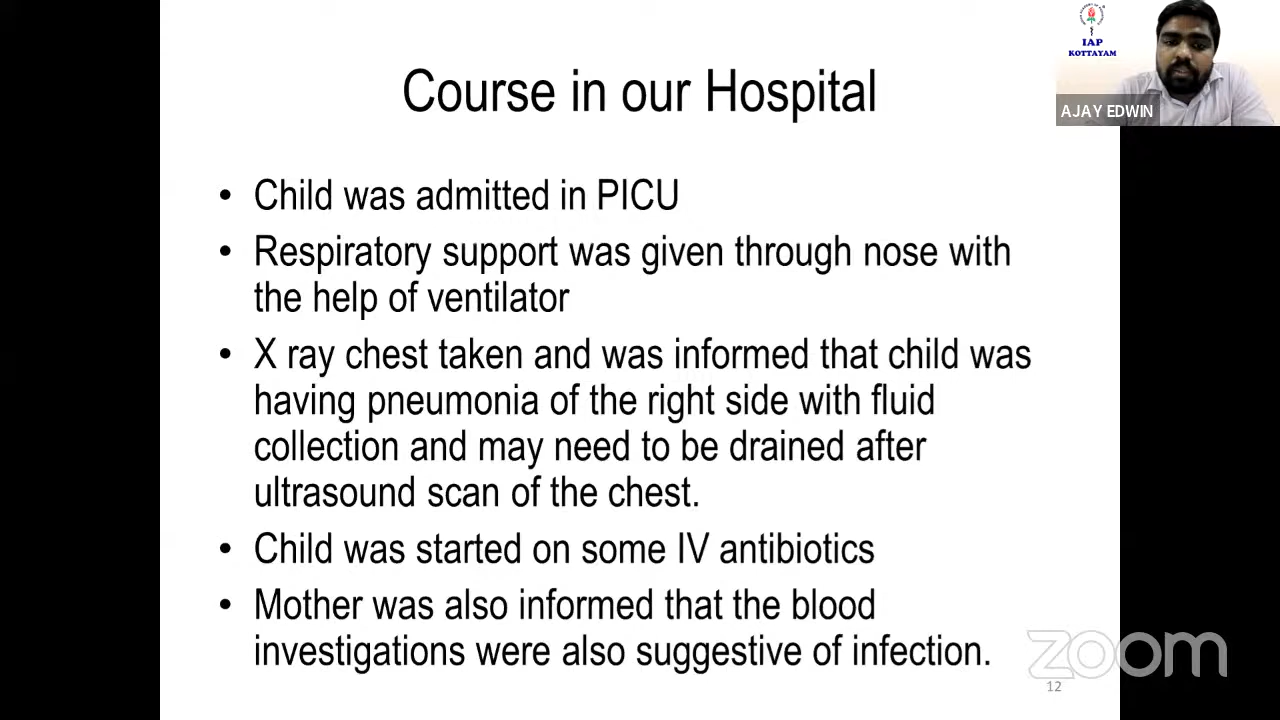 Course in our Hospital
• Child was admitted in PICU
• Respiratory support was given through nose with
the help of ventilator
• X ray chest taken and was informed that child was
having pneumonia of the right side with fluid
collection and may need to be drained after
ultrasound scan of the chest.
• Child was started on some IV antibiotics
• Mother was also informed that the blood
investigations were also suggestive of infection.
IAP
KOTTAYAM
AJAY EDWIN
zoom
12